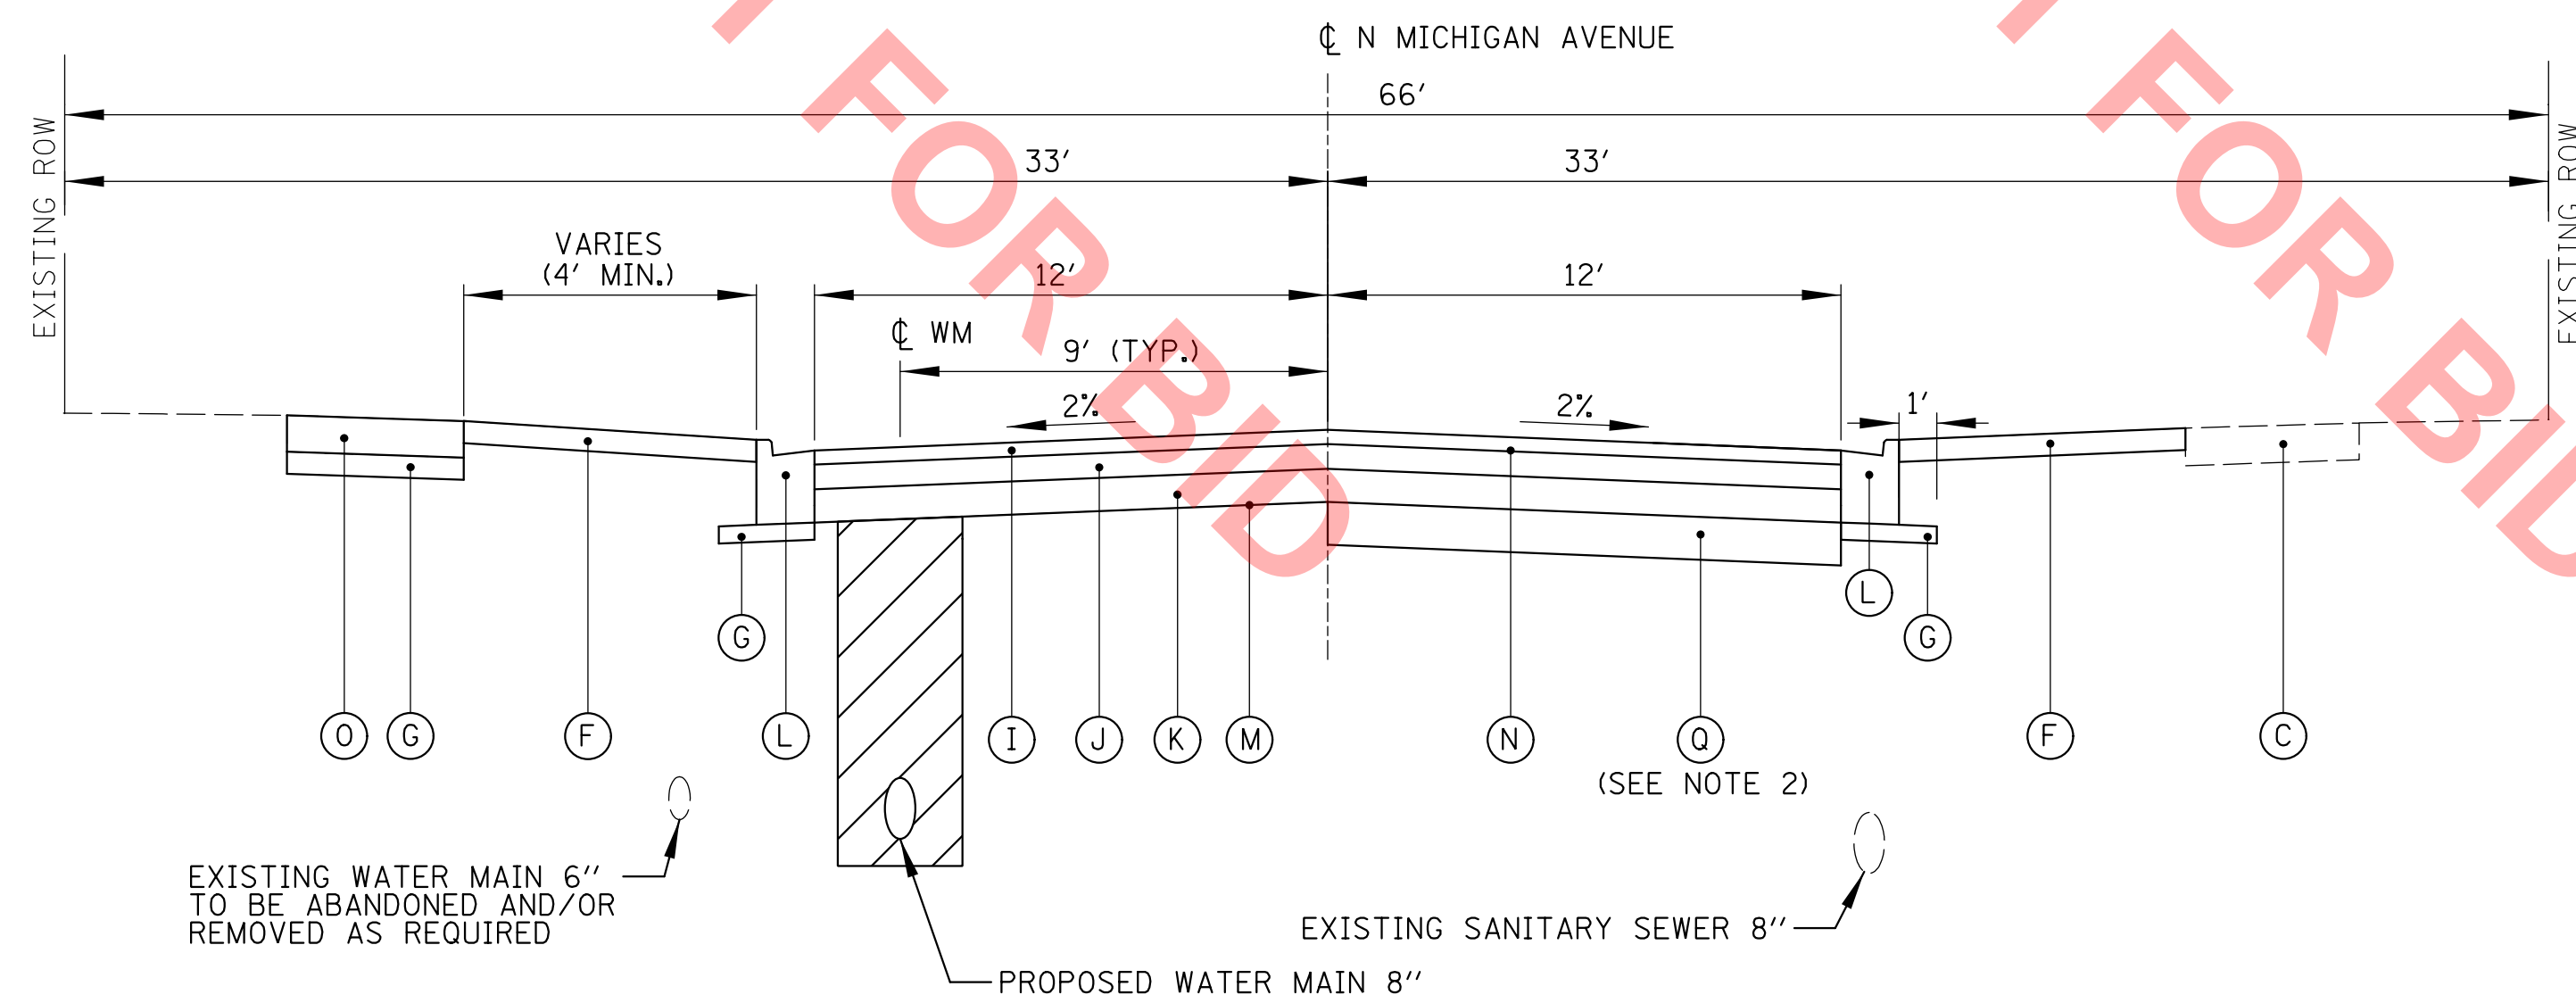 ℄ N MICHIGAN AVENUE
66'
33'
33'
EXISTING ROW
EXISTING ROW
VARIES
(4' MIN.)
12'
12'
℄ WM
9' (TYP.)
2%
2%
1'
L
G
G
O
G
F
L
I
J
K
M
N
Q
F
C
(SEE NOTE 2)
EXISTING WATER MAIN 6"
TO BE ABANDONED AND/OR
REMOVED AS REQUIRED
EXISTING SANITARY SEWER 8"
PROPOSED WATER MAIN 8"
T FOR BID
T FOR BID